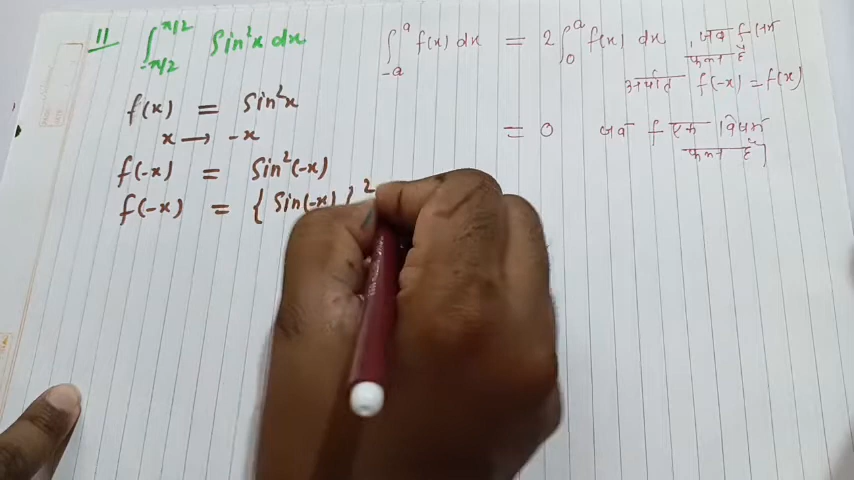 11 ∫_{-π/2}^{π/2} Sin²x dx
f(x) = Sin²x
x → -x
f(-x) = Sin²(-x)
f(-x) = {Sin(-x)}²
∫_{-a}^{a} f(x) dx = 2 ∫_{0}^{a} f(x) dx , जब f सम
फलन है
अर्थात f(-x) = f(x)
= 0 जब f एक विषम
फलन है